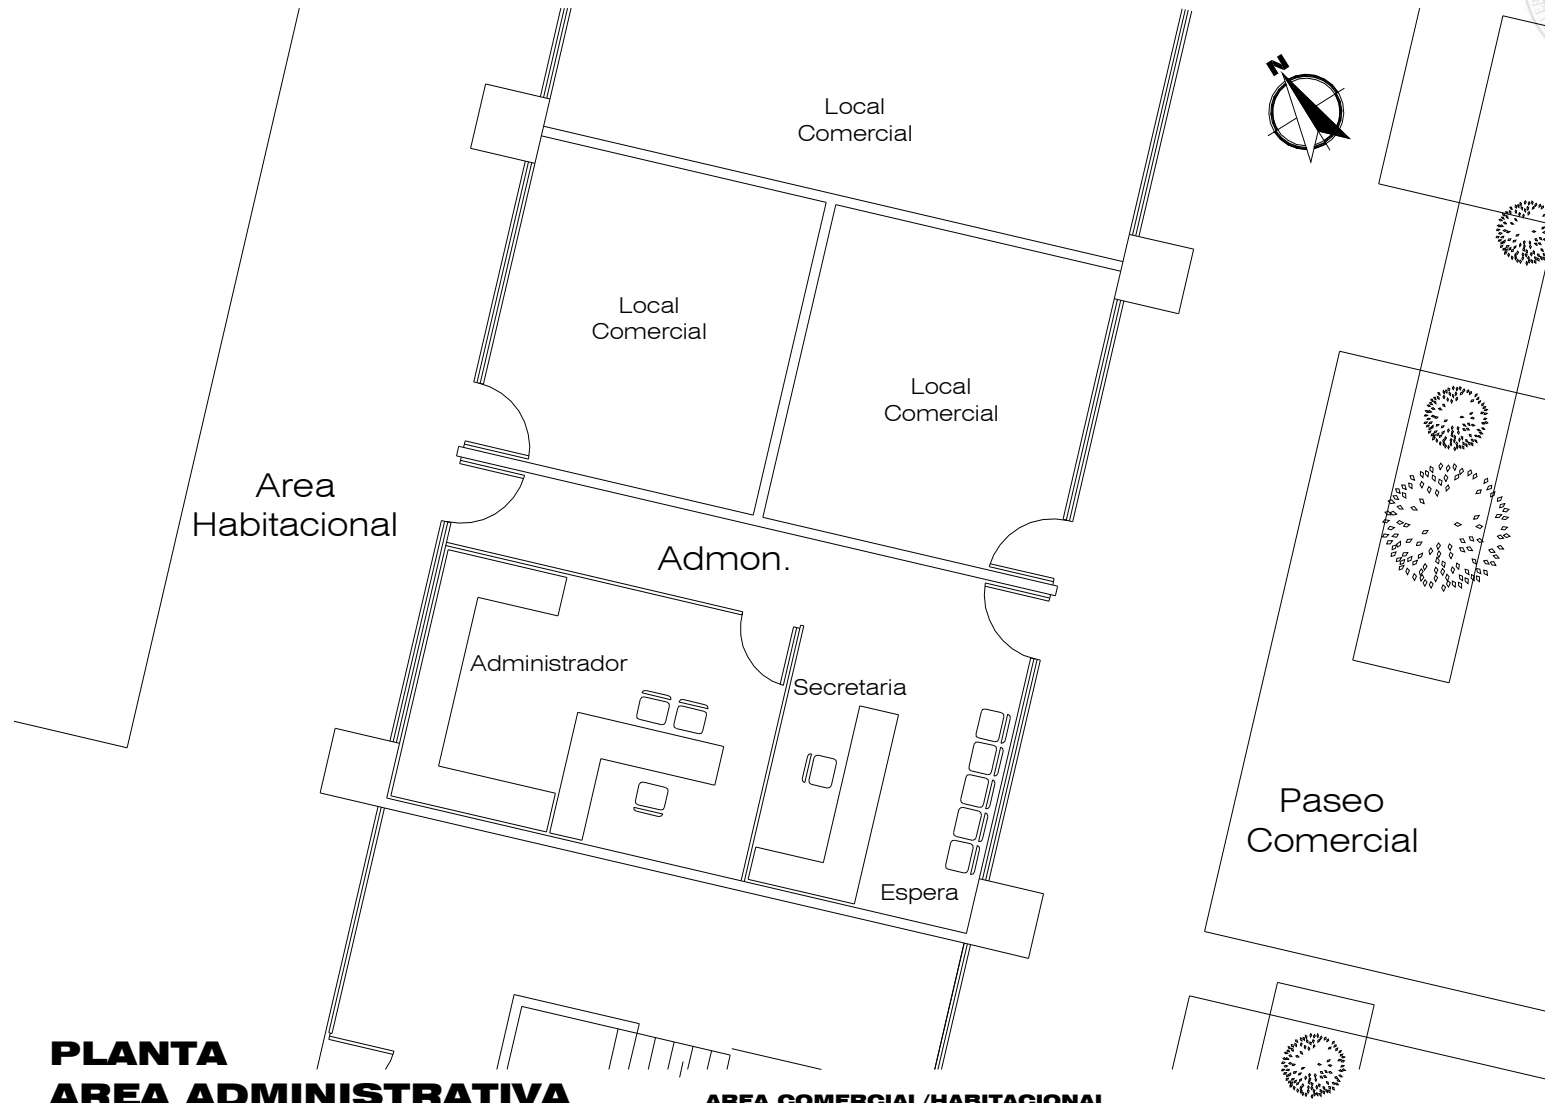 N
Local
Comercial
Local
Comercial
Local
Comercial
Area
Habitacional
Admon.
Administrador
Secretaria
Paseo
Comercial
Espera
PLANTA
AREA ADMINISTRATIVA
AREA COMERCIAL/HABITACIONAL